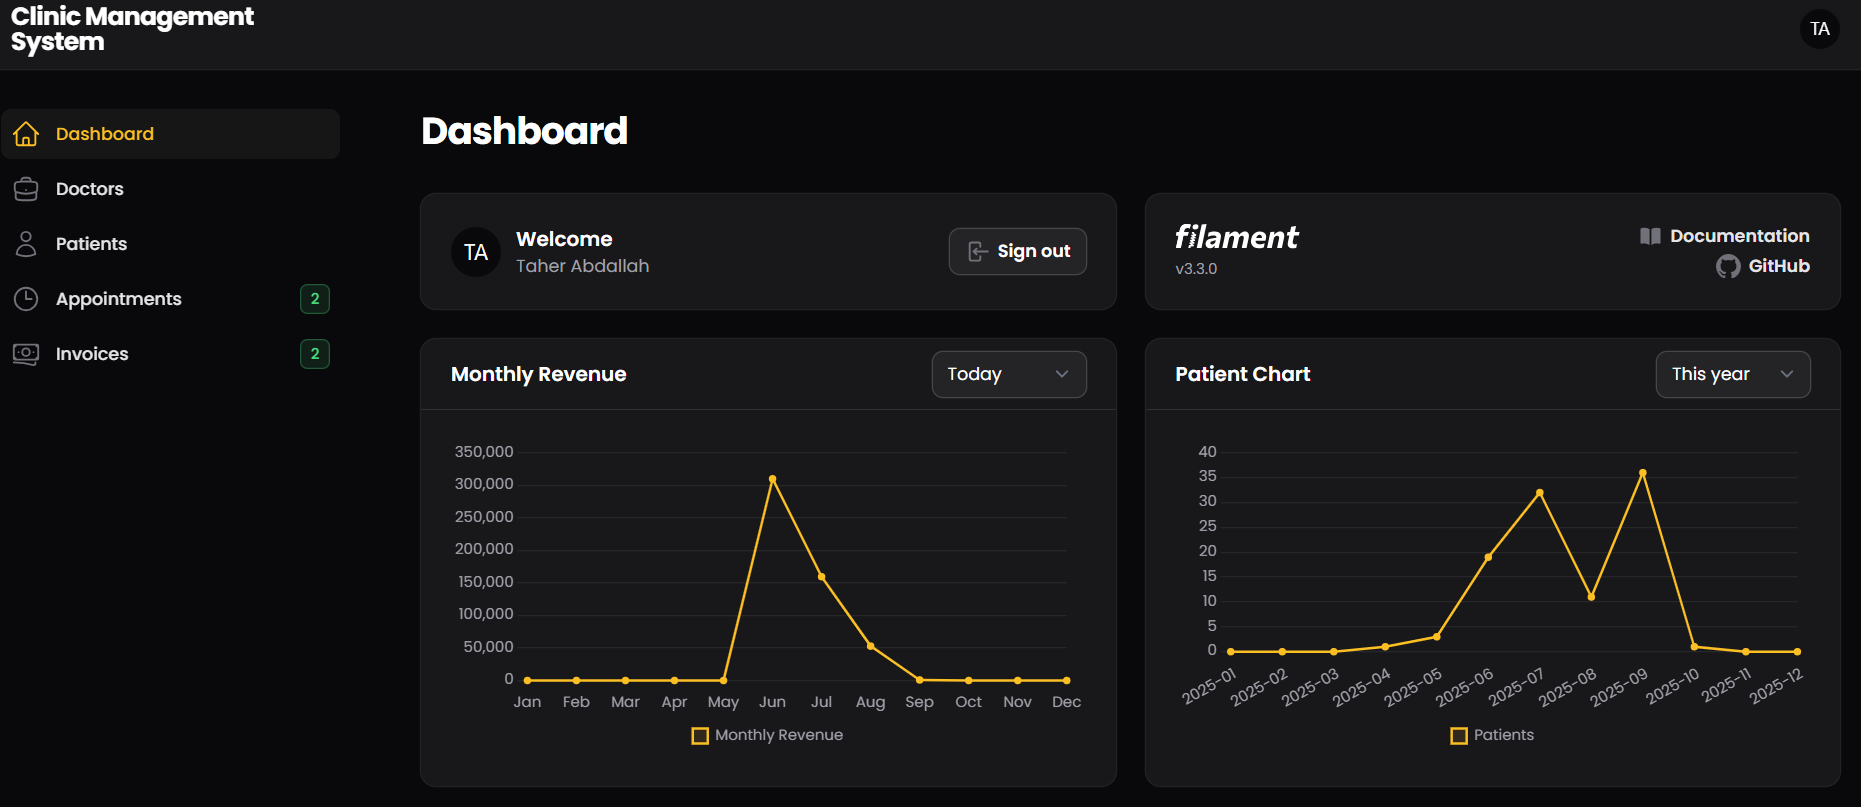 Clinic Management
System
TA
Dashboard
Doctors
Patients
Appointments
2
Invoices
2
Dashboard
TA
Welcome
Taher Abdallah
Sign out
filament
v3.3.0
Documentation
GitHub
Monthly Revenue
Today
350,000
300,000
250,000
200,000
150,000
100,000
50,000
0
Jan Feb Mar Apr May Jun Jul Aug Sep Oct Nov Dec
Monthly Revenue
Patient Chart
This year
40
35
30
25
20
15
10
5
0
2025-01 2025-02 2025-03 2025-04 2025-05 2025-06 2025-07 2025-08 2025-09 2025-10 2025-11 2025-12
Patients